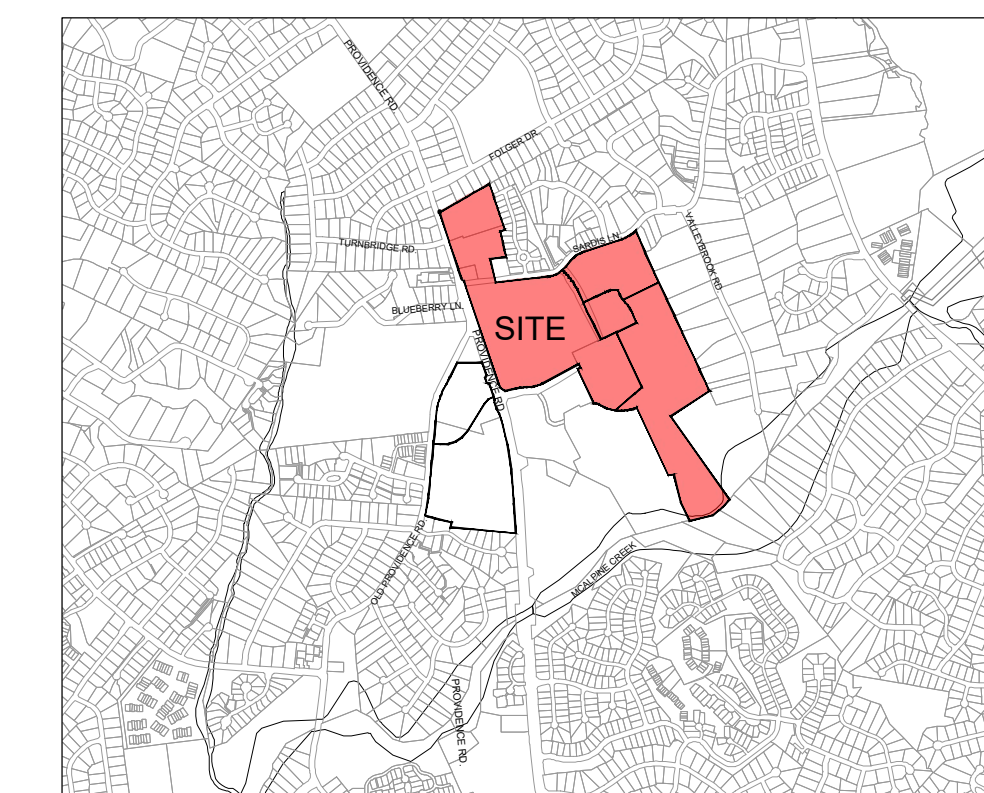 PROVIDENCE RD.
FOLGER DR.
TURNBRIDGE RD.
SARDIS LN.
VALLEYBROOK RD.
BLUEBERRY LN.
SITE
PROVIDENCE RD.
OLD PROVIDENCE RD.
MCALPINE CREEK
PROVIDENCE RD.